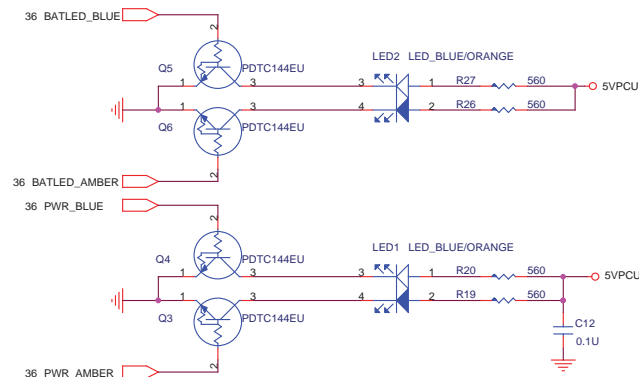 36 BATLED_BLUE
2
Q5
PDTC144EU
LED2 LED_BLUE/ORANGE
1
3
3
1
R27
560
5VPCU
1
3
4
2
R26
560
Q6
PDTC144EU
2
36 BATLED_AMBER
36 PWR_BLUE
2
Q4
PDTC144EU
LED1 LED_BLUE/ORANGE
1
3
3
1
R20
560
5VPCU
1
3
4
2
R19
560
Q3
PDTC144EU
C12
0.1U
2
36 PWR_AMBER